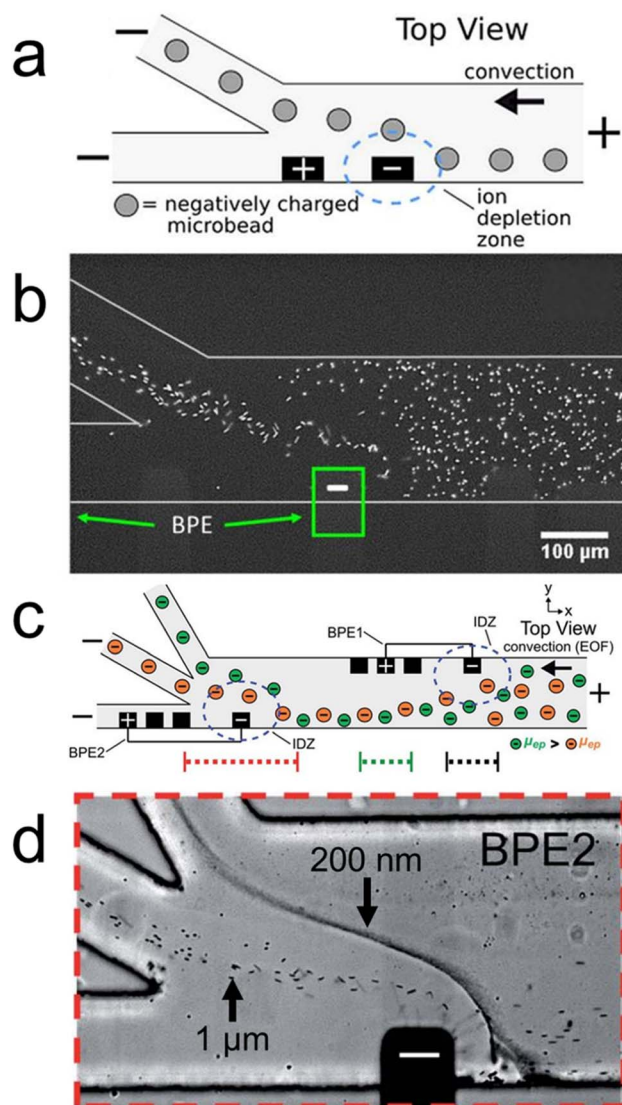 a
Top View
convection
−
−
+
+
−
= negatively charged
microbead
ion
depletion
zone
b
−
BPE
100 µm
c
−
−
−
+
BPE1
IDZ
y
x
Top View
convection (EOF)
+
−
+
−
BPE2
IDZ
μep > μep
d
BPE2
200 nm
1 µm
−